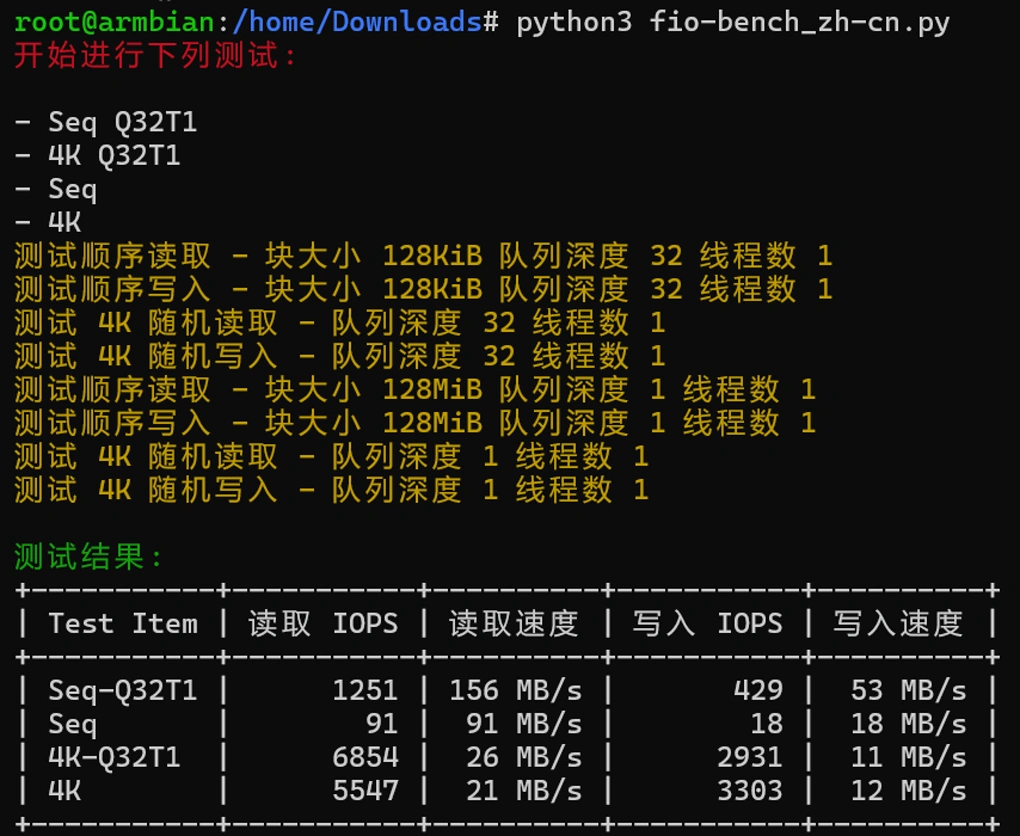 root@armbian:/home/Downloads# python3 fio-bench_zh-cn.py
开始进行下列测试：
- Seq Q32T1
- 4K Q32T1
- Seq
- 4K
测试顺序读取 - 块大小 128KiB 队列深度 32 线程数 1
测试顺序写入 - 块大小 128KiB 队列深度 32 线程数 1
测试 4K 随机读取 - 队列深度 32 线程数 1
测试 4K 随机写入 - 队列深度 32 线程数 1
测试顺序读取 - 块大小 128MiB 队列深度 1 线程数 1
测试顺序写入 - 块大小 128MiB 队列深度 1 线程数 1
测试 4K 随机读取 - 队列深度 1 线程数 1
测试 4K 随机写入 - 队列深度 1 线程数 1
测试结果：
+-----------+-----------+----------+-----------+----------+
| Test Item | 读取 IOPS | 读取速度 | 写入 IOPS | 写入速度 |
+-----------+-----------+----------+-----------+----------+
| Seq-Q32T1 |      1251 | 156 MB/s |       429 |  53 MB/s |
| Seq       |        91 |  91 MB/s |        18 |  18 MB/s |
| 4K-Q32T1  |      6854 |  26 MB/s |      2931 |  11 MB/s |
| 4K        |      5547 |  21 MB/s |      3303 |  12 MB/s |
+-----------+-----------+----------+-----------+----------+